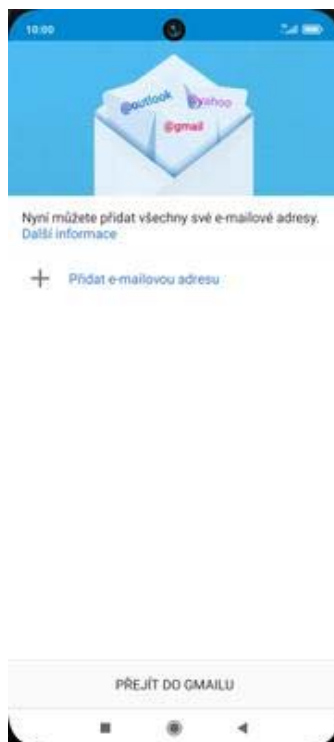 10:00
@outlook @yahoo
@gmail
Nyní můžete přidat všechny své e-mailové adresy.
Další informace
Přidat e-mailovou adresu
PŘEJÍT DO GMAILU